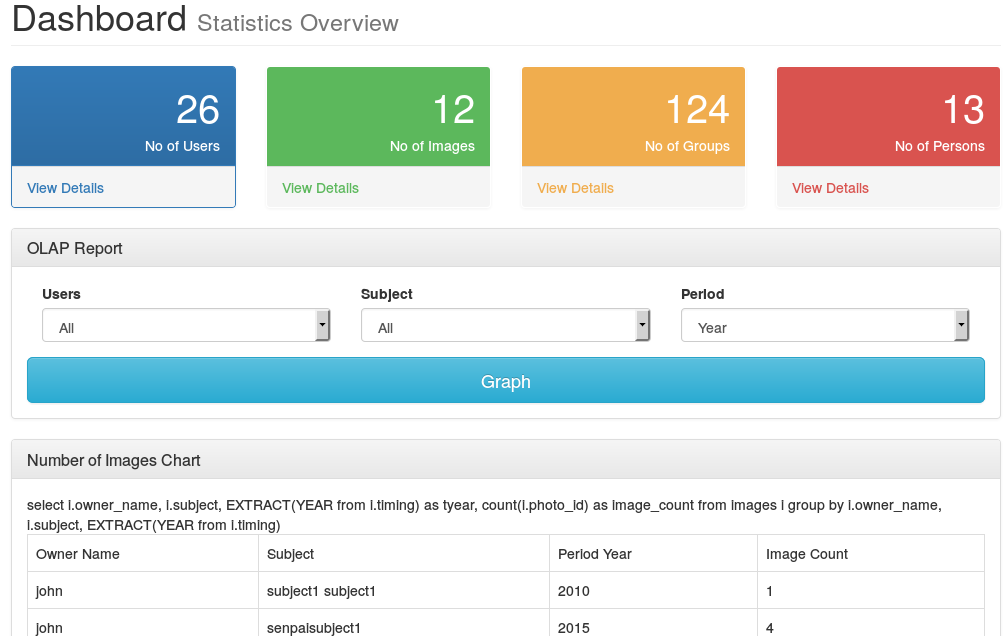 Dashboard Statistics Overview
26 12 124 13
No of Users No of Images No of Groups No of Persons
View Details View Details View Details View Details
OLAP Report
Users Subject Period
All All Year
Graph
Number of Images Chart
select i.owner_name, i.subject, EXTRACT(YEAR from i.timing) as tyear, count(i.photo_id) as image_count from images i group by i.owner_name,
i.subject, EXTRACT(YEAR from i.timing)
Owner Name Subject Period Year Image Count
john subject1 subject1 2010 1
john senpaisubject1 2015 4